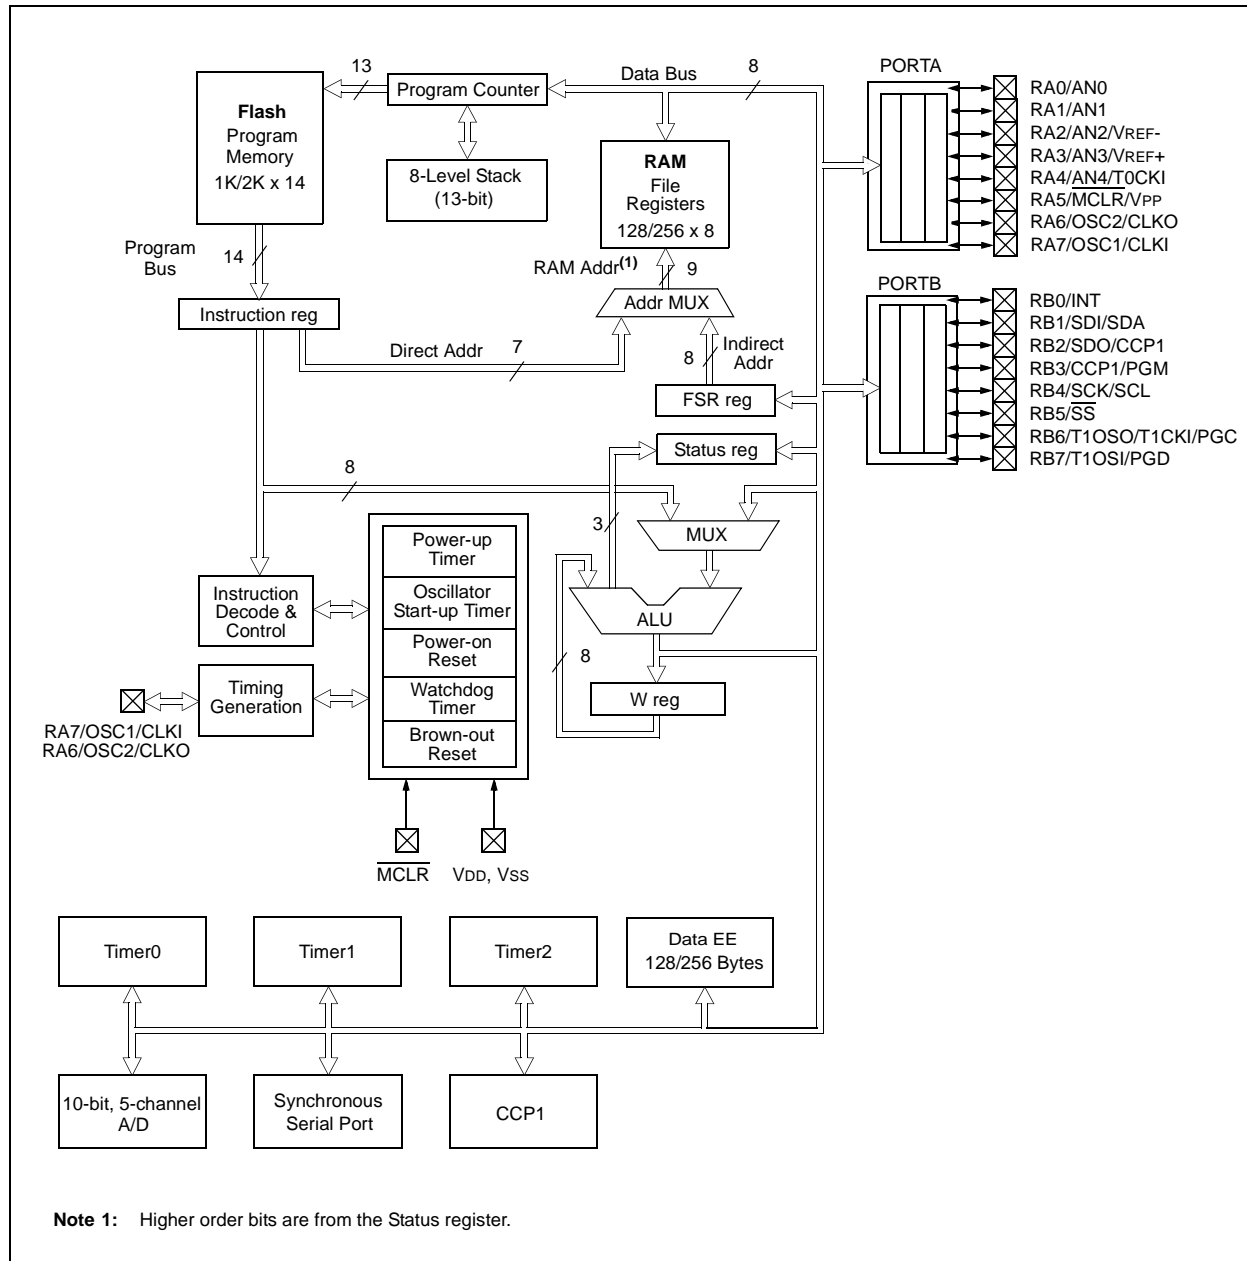 13
Program Counter
Data Bus
8
PORTA
Flash
Program
Memory
1K/2K x 14
8-Level Stack
(13-bit)
RAM
File
Registers
128/256 x 8
RA0/AN0
RA1/AN1
RA2/AN2/VREF-
RA3/AN3/VREF+
RA4/AN4/T0CKI
RA5/MCLR/VPP
RA6/OSC2/CLKO
RA7/OSC1/CLKI
Program
Bus
14
RAM Addr(1)
9
PORTB
Addr MUX
Instruction reg
Direct Addr
7
8
Indirect
Addr
FSR reg
RB0/INT
RB1/SDI/SDA
RB2/SDO/CCP1
RB3/CCP1/PGM
RB4/SCK/SCL
RB5/SS
RB6/T1OSO/T1CKI/PGC
RB7/T1OSI/PGD
Status reg
8
3
MUX
Power-up
Timer
Oscillator
Start-up Timer
Power-on
Reset
Watchdog
Timer
Brown-out
Reset
Instruction
Decode &
Control
ALU
8
W reg
Timing
Generation
RA7/OSC1/CLKI
RA6/OSC2/CLKO
MCLR
VDD, VSS
Timer0
Timer1
Timer2
Data EE
128/256 Bytes
10-bit, 5-channel
A/D
Synchronous
Serial Port
CCP1
Note 1: Higher order bits are from the Status register.